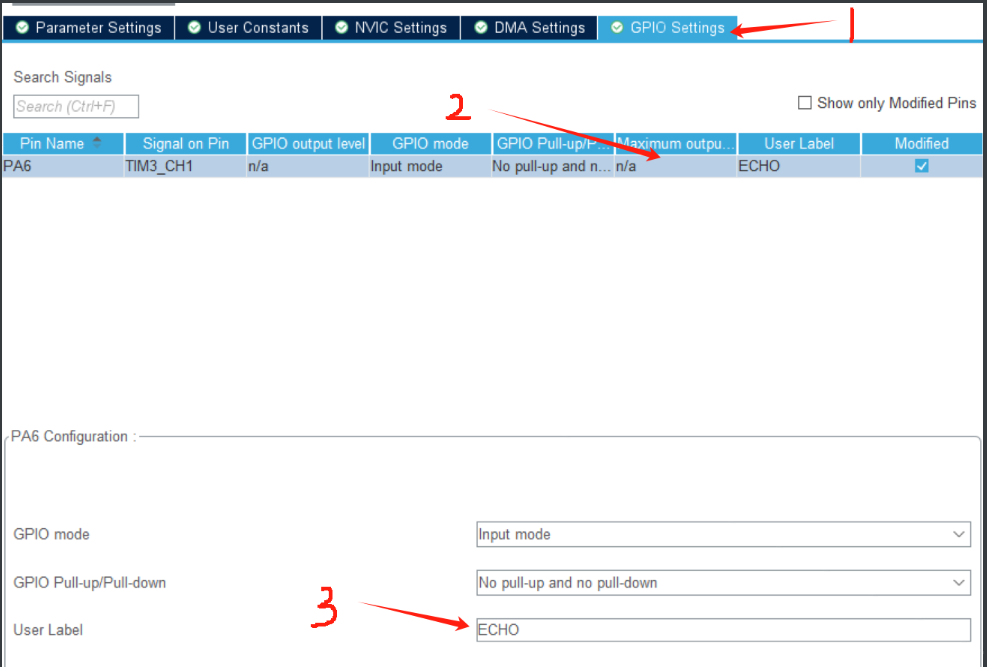 Parameter Settings User Constants NVIC Settings DMA Settings GPIO Settings 1
Search Signals
Search (Ctrl+F)
2
Show only Modified Pins
Pin Name Signal on Pin GPIO output level GPIO mode GPIO Pull-up/P... Maximum outpu... User Label Modified
PA6 TIM3_CH1 n/a Input mode No pull-up and n... n/a ECHO
PA6 Configuration :
GPIO mode Input mode
GPIO Pull-up/Pull-down No pull-up and no pull-down
3
User Label ECHO